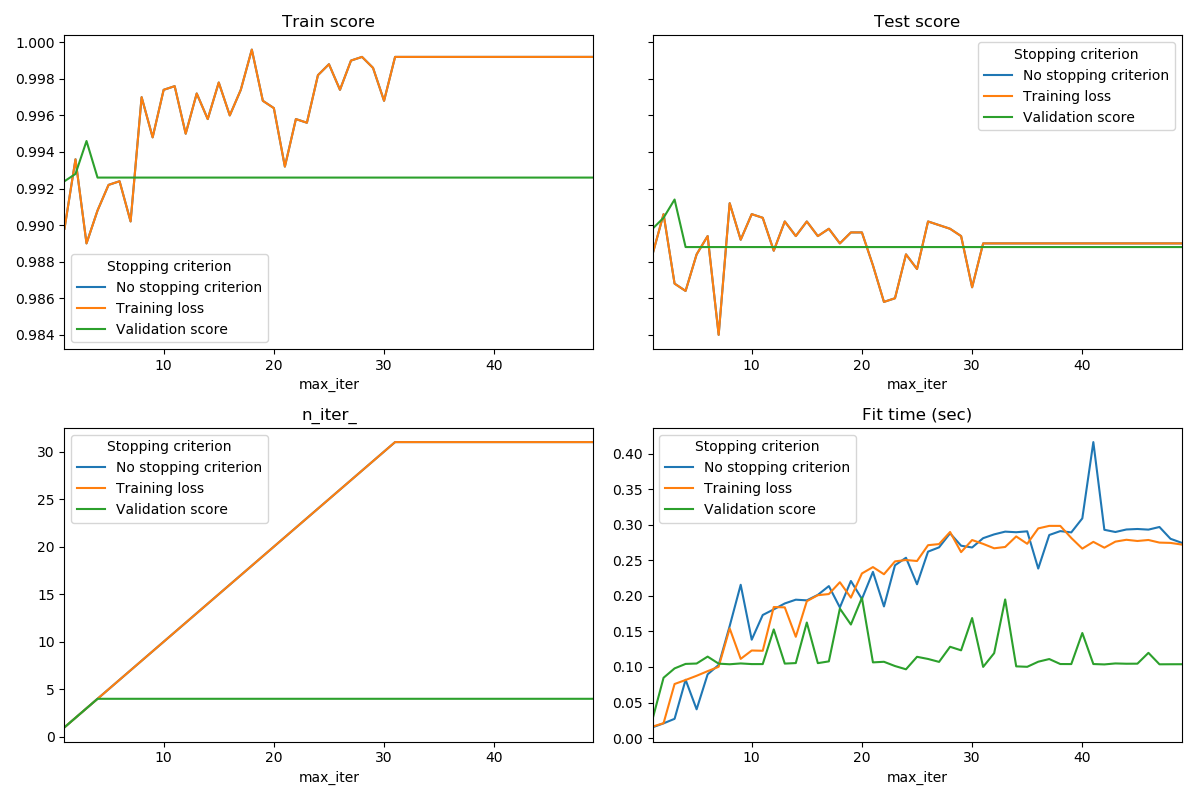 Train score
1.000
0.998
0.996
0.994
0.992
0.990
0.988
0.986
0.984
Stopping criterion
No stopping criterion
Training loss
Validation score
10 20 30 40
max_iter
Test score
Stopping criterion
No stopping criterion
Training loss
Validation score
10 20 30 40
max_iter
n_iter_
30
25
20
15
10
5
0
Stopping criterion
No stopping criterion
Training loss
Validation score
10 20 30 40
max_iter
Fit time (sec)
0.40
0.35
0.30
0.25
0.20
0.15
0.10
0.05
0.00
Stopping criterion
No stopping criterion
Training loss
Validation score
10 20 30 40
max_iter